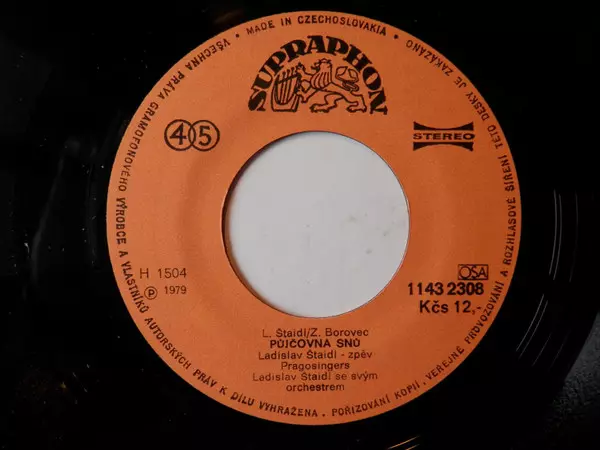 VŠECHNA PRÁVA GRAMOFONOVÉHO VÝROBCE A VLASTNÍKŮ AUTORSKÝCH PRÁV K DÍLU VYHRAŽENA. POŘIZOVÁNÍ KOPIÍ, VEŘEJNÉ PROVOZOVÁNÍ A ROZHLASOVÉ ŠÍŘENÍ TÉTO DESKY JE ZAKÁZÁNO • MADE IN CZECHOSLOVAKIA •
SUPRAPHON
45
STEREO
H 1504
Ⓟ 1979
OSA
1143 2308
Kčs 12,-
L. Štaidl/Z. Borovec
PŮJČOVNA SNŮ
Ladislav Štaidl - zpěv
Pragosingers
Ladislav Štaidl se svým
orchestrem